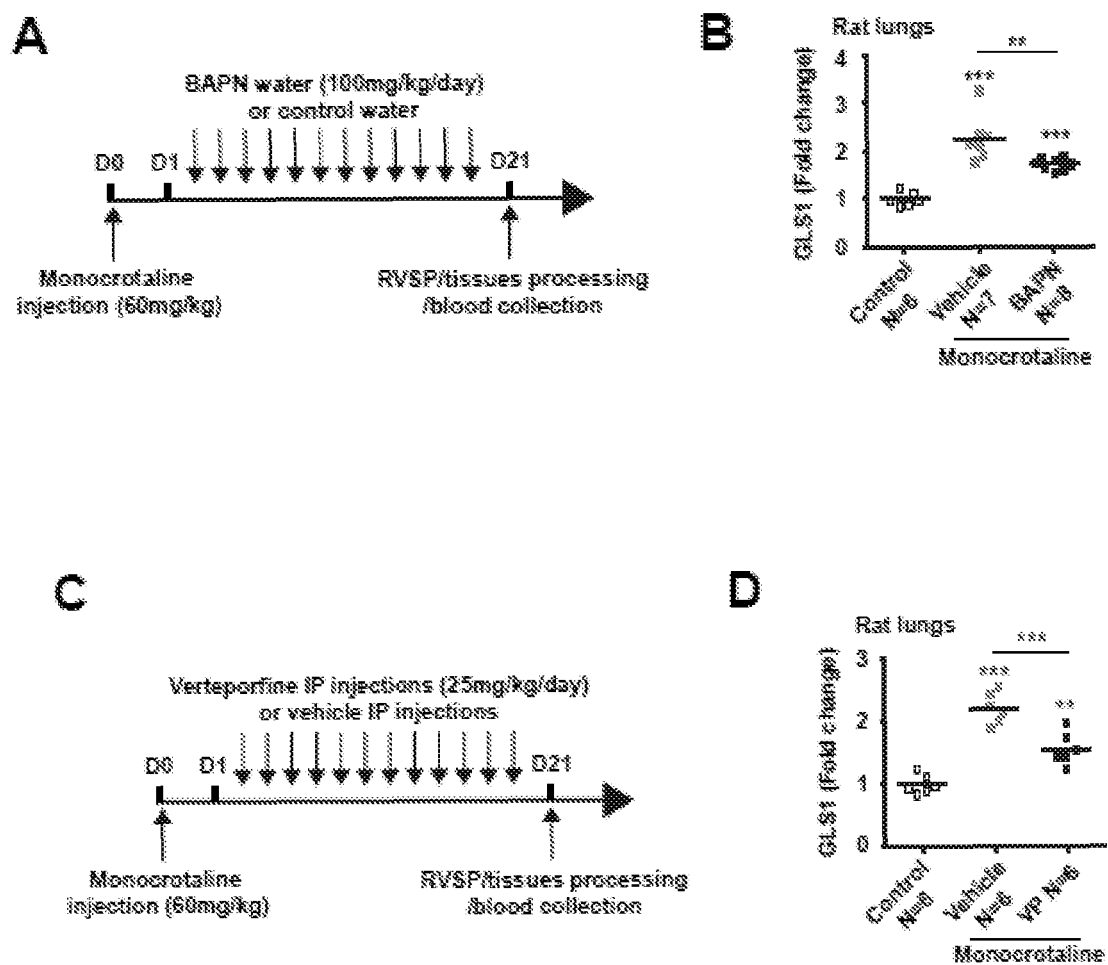 A
BAPN water (100mg/kg/day)
or control water
D0
D1
D21
Monocrotaline
injection (60mg/kg)
RVSP/tissues processing
/blood collection
B
Rat lungs
**
***
***
GLS1 (Fold change)
4
3
2
1
0
Control
N=6
Vehicle
N=7
BAPN
N=8
Monocrotaline
C
Verteporfine IP injections (25mg/kg/day)
or vehicle IP injections
D0
D1
D21
Monocrotaline
injection (60mg/kg)
RVSP/tissues processing
/blood collection
D
Rat lungs
***
***
**
GLS1 (Fold change)
3
2
1
0
Control
Vehicle
N=6
VP N=6
Monocrotaline